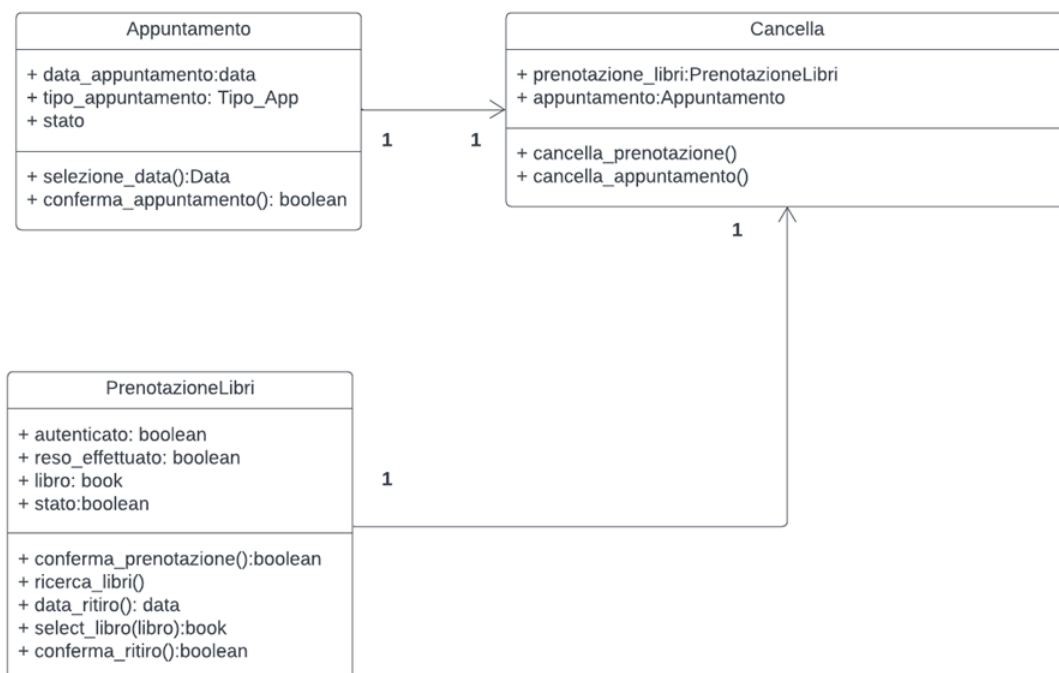 Appuntamento
+ data_appuntamento:data
+ tipo_appuntamento: Tipo_App
+ stato
+ selezione_data():Data
+ conferma_appuntamento(): boolean
1
1
Cancella
+ prenotazione_libri:PrenotazioneLibri
+ appuntamento:Appuntamento
+ cancella_prenotazione()
+ cancella_appuntamento()
1
PrenotazioneLibri
+ autenticato: boolean
+ reso_effettuato: boolean
+ libro: book
+ stato:boolean
+ conferma_prenotazione():boolean
+ ricerca_libri()
+ data_ritiro(): data
+ select_libro(libro):book
+ conferma_ritiro():boolean
1